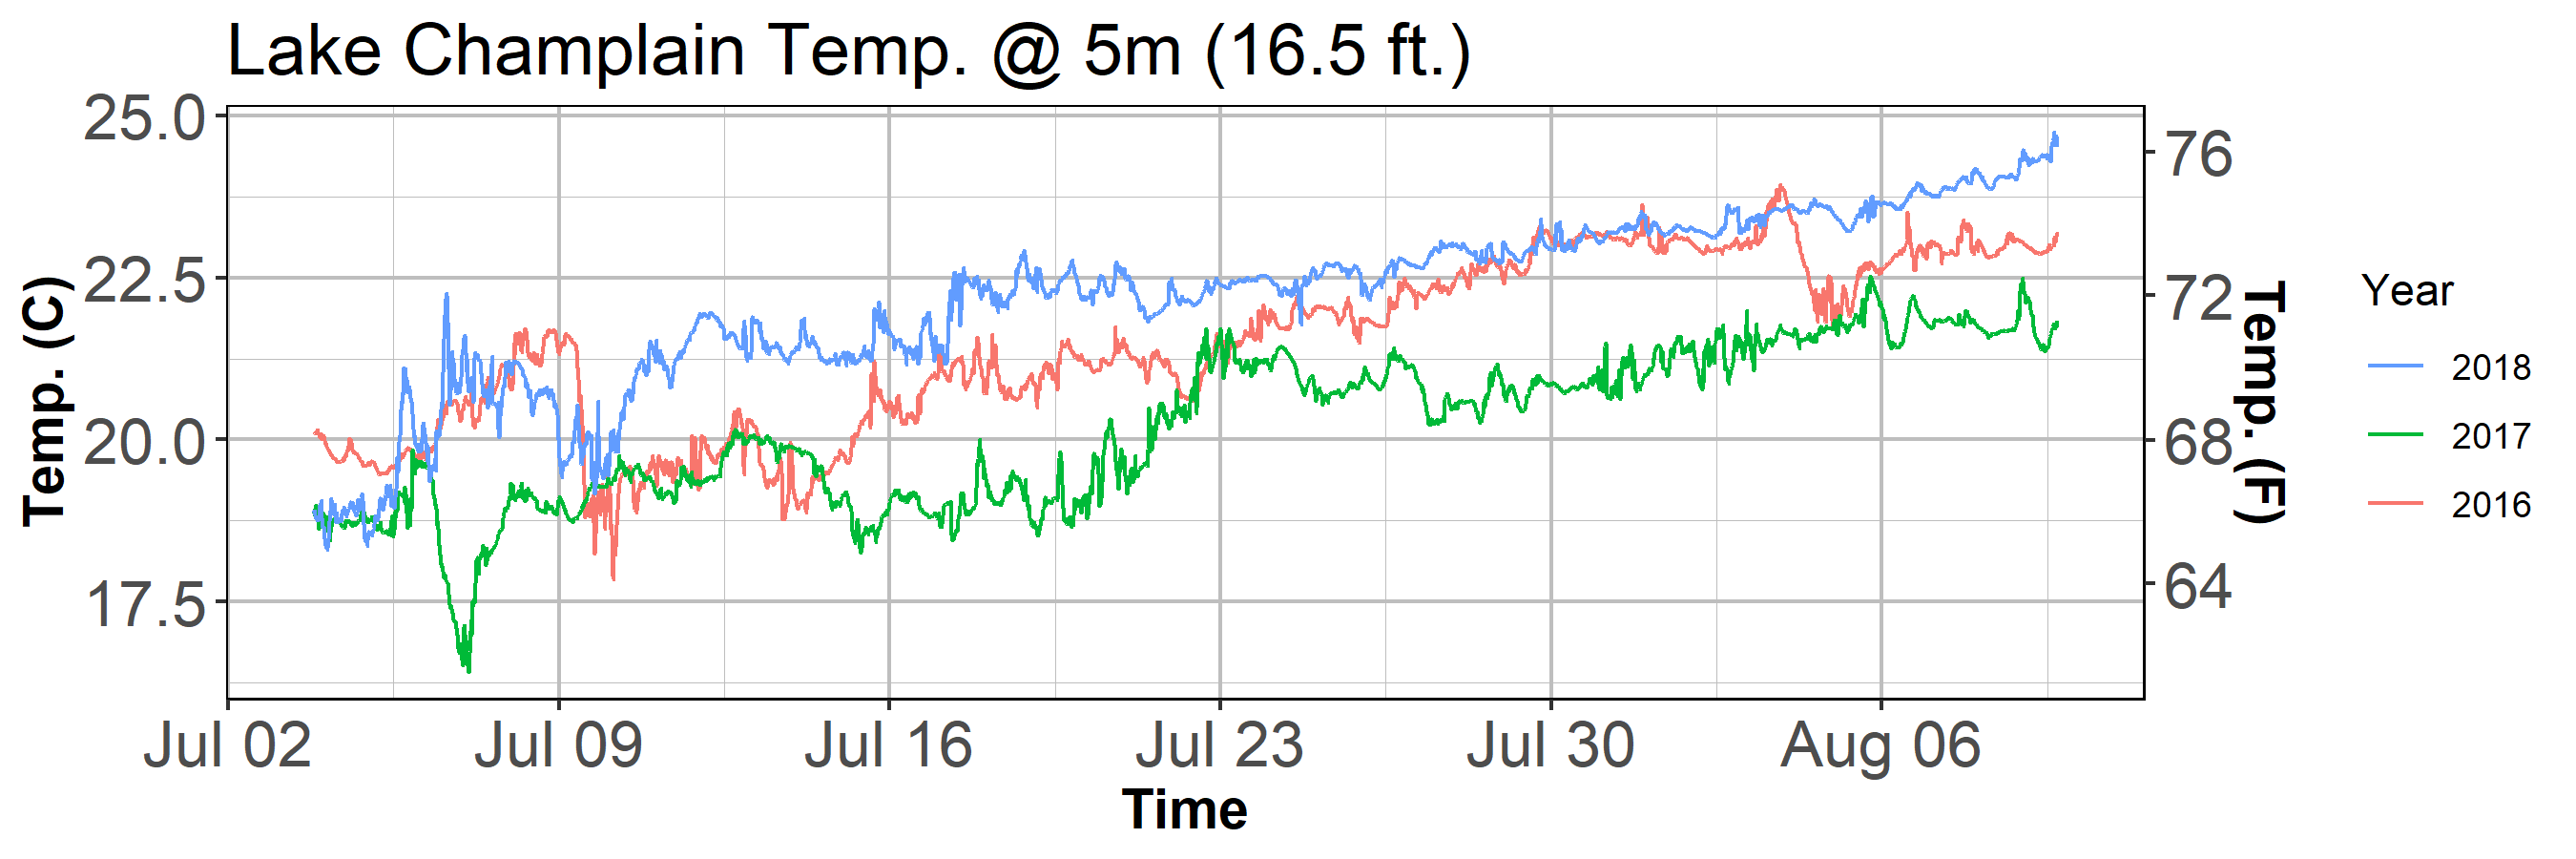 Lake Champlain Temp. @ 5m (16.5 ft.)
25.0
22.5
20.0
17.5
Temp. (C)
76
72
68
64
Temp. (F)
Jul 02 Jul 09 Jul 16 Jul 23 Jul 30 Aug 06
Time
Year
2018
2017
2016